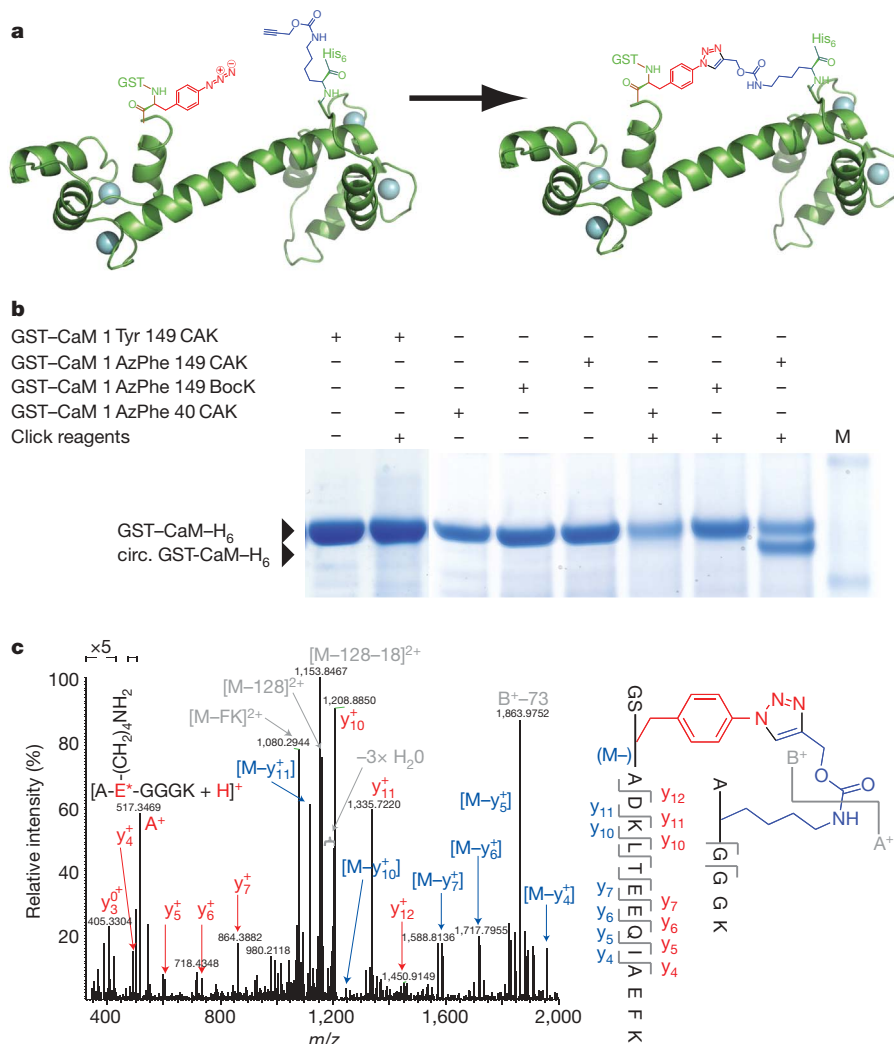 a
GST
NH
O
N
N
N
+
−
O
O
HN
His6
O
NH
GST
NH
O
N=N
N
O
O
NH
His6
O
NH
b
GST–CaM 1 Tyr 149 CAK + + – – – – – –
GST–CaM 1 AzPhe 149 CAK – – – – + – – +
GST–CaM 1 AzPhe 149 BocK – – – + – – + –
GST–CaM 1 AzPhe 40 CAK – – + – – + – –
Click reagents – + – – – + + + M
GST–CaM–H6
circ. GST-CaM–H6
c
×5
[M–128–18]2+
1,153.8467
[M–128]2+
1,208.8850
y10+
B+–73
1,863.9752
[M–FK]2+
1,080.2944
–3× H20
[M–y11+]
y11+
1,335.7220
[M–y5+]
[M–y6+]
[M–y10+]
[M–y7+]
[M–y4+]
(CH2)4NH2
[A-E*-GGGK + H]+
517.3469
A+
y4+
y3 0+
405.3304
y5+
y6+
y7+
718.4348
864.3882
980.2118
y12+
1,450.9149
1,588.8136
1,717.7955
Relative intensity (%)
100
80
60
40
20
400 800 1,200 1,600 2,000
m/z
GS
N=N
N
(M–)
B+
O
O
NH
A+
A D K L T E E Q I A E F K
A G G G K
y12
y11 y11
y10 y10
y7 y7
y6 y6
y5 y5
y4 y4